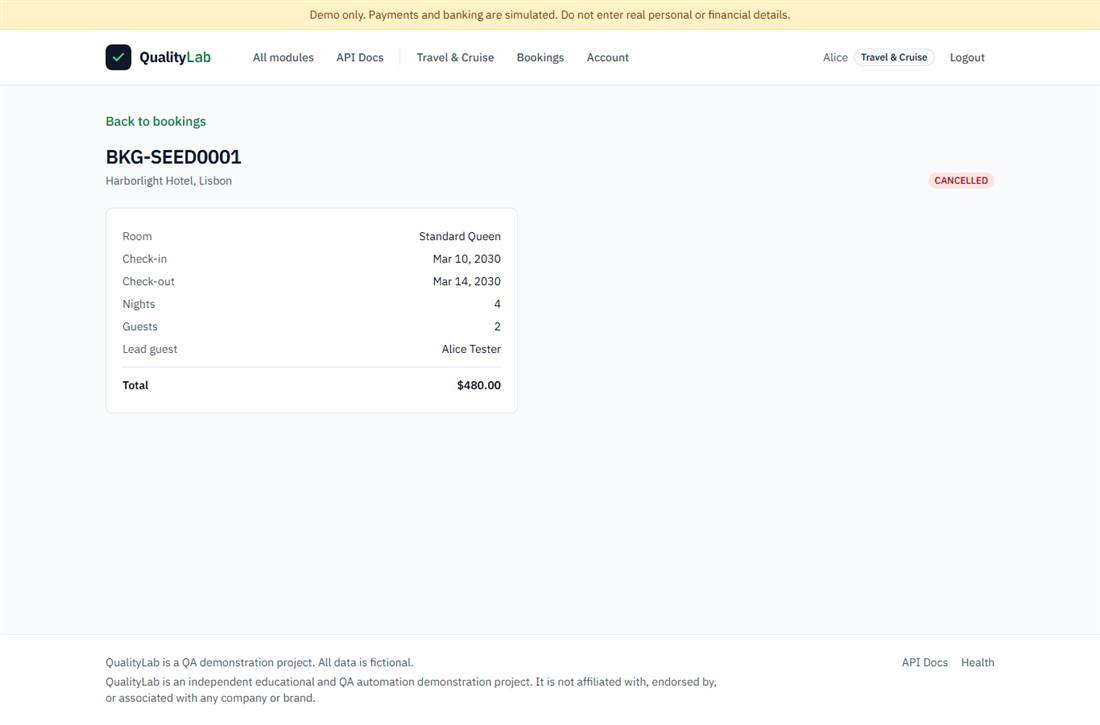 Demo only. Payments and banking are simulated. Do not enter real personal or financial details.
QualityLab All modules API Docs Travel & Cruise Bookings Account Alice Travel & Cruise Logout
Back to bookings
BKG-SEED0001
Harborlight Hotel, Lisbon CANCELLED
Room Standard Queen
Check-in Mar 10, 2030
Check-out Mar 14, 2030
Nights 4
Guests 2
Lead guest Alice Tester
Total $480.00
QualityLab is a QA demonstration project. All data is fictional. API Docs Health
QualityLab is an independent educational and QA automation demonstration project. It is not affiliated with, endorsed by,
or associated with any company or brand.